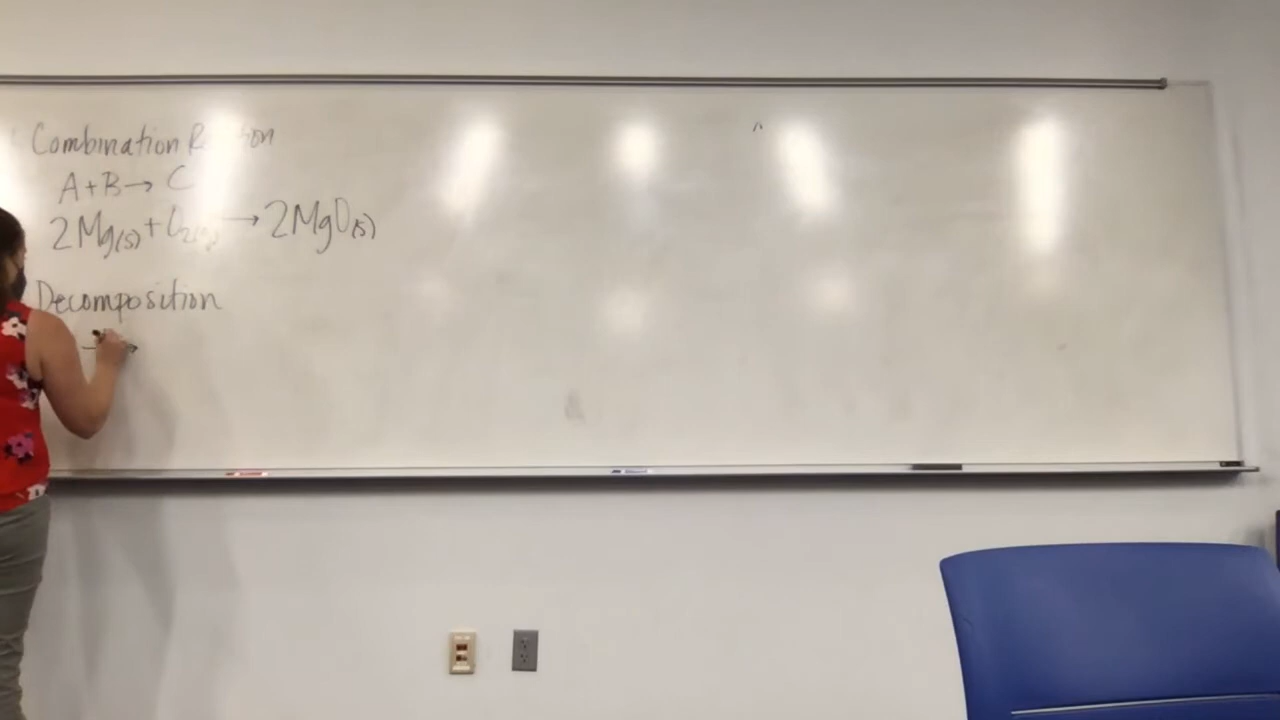 Combination Reaction
A + B → C
2Mg(s) + O2(g) → 2MgO(s)
Decomposition
→